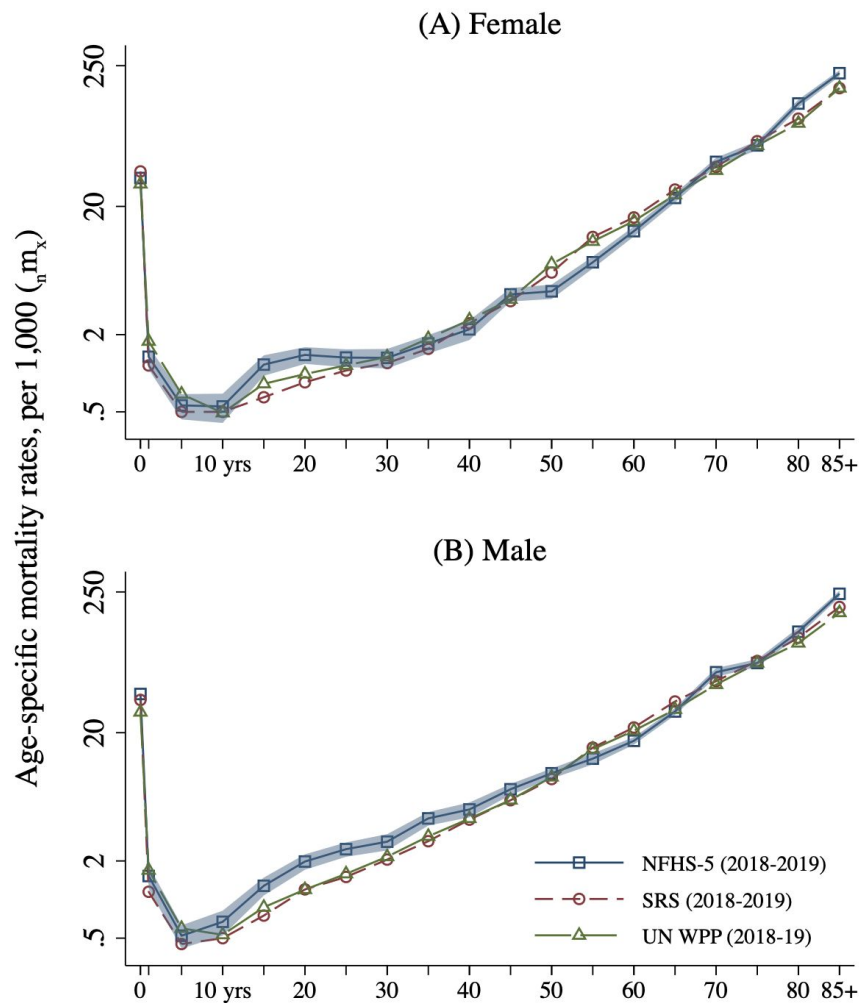 (A) Female
250
20
2
.5
0 10 yrs 20 30 40 50 60 70 80 85+
Age-specific mortality rates, per 1,000 (nmx)
(B) Male
250
20
2
.5
NFHS-5 (2018-2019)
SRS (2018-2019)
UN WPP (2018-19)
0 10 yrs 20 30 40 50 60 70 80 85+